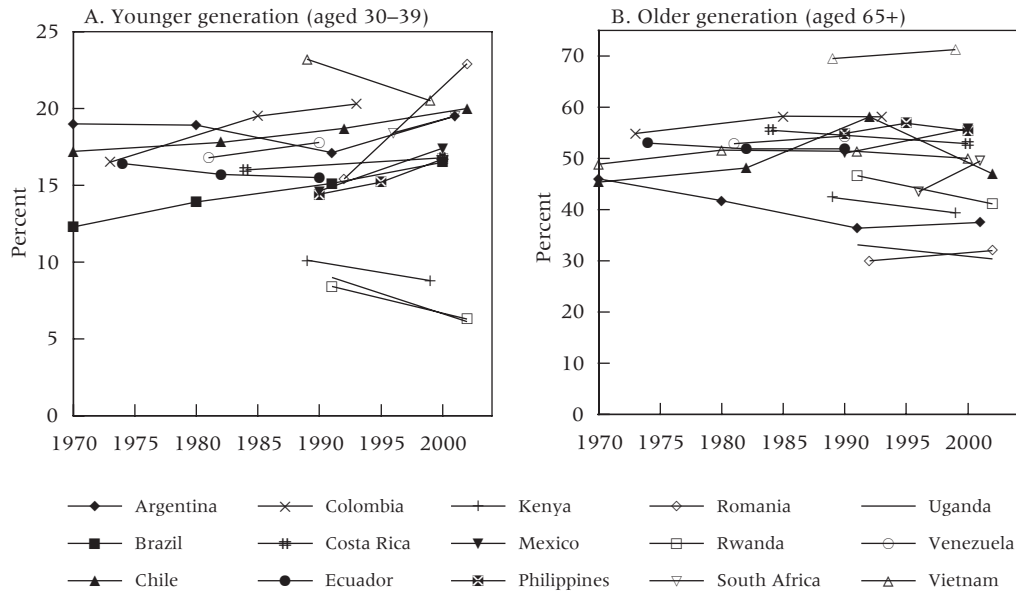 A. Younger generation (aged 30–39)
25
20
15
10
5
0
Percent
1970 1975 1980 1985 1990 1995 2000
B. Older generation (aged 65+)
70
60
50
40
30
20
10
0
Percent
1970 1975 1980 1985 1990 1995 2000
Argentina Colombia Kenya Romania Uganda
Brazil Costa Rica Mexico Rwanda Venezuela
Chile Ecuador Philippines South Africa Vietnam